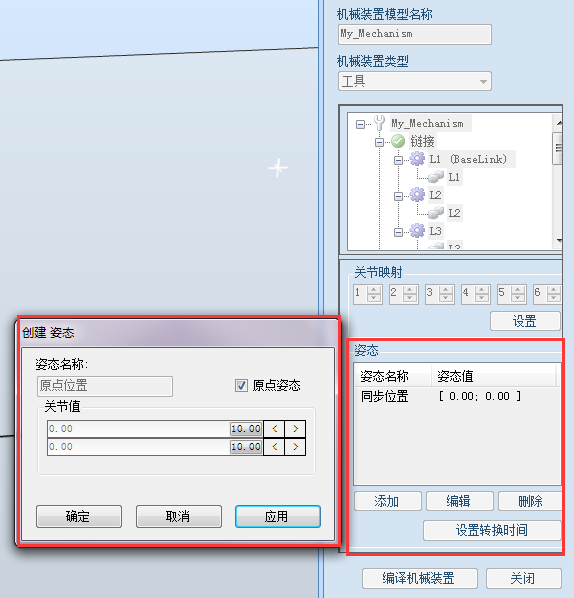 机械装置模型名称
My_Mechanism
机械装置类型
工具
My_Mechanism
链接
L1 (BaseLink)
L1
L2
L2
L3
L3
关节映射
1 2 3 4 5 6
设置
姿态
姿态名称 姿态值
同步位置 [ 0.00; 0.00 ]
添加 编辑 删除
设置转换时间
编译机械装置 关闭
创建 姿态
姿态名称:
原点位置 原点姿态
关节值
0.00 10.00 < >
0.00 10.00 < >
确定 取消 应用